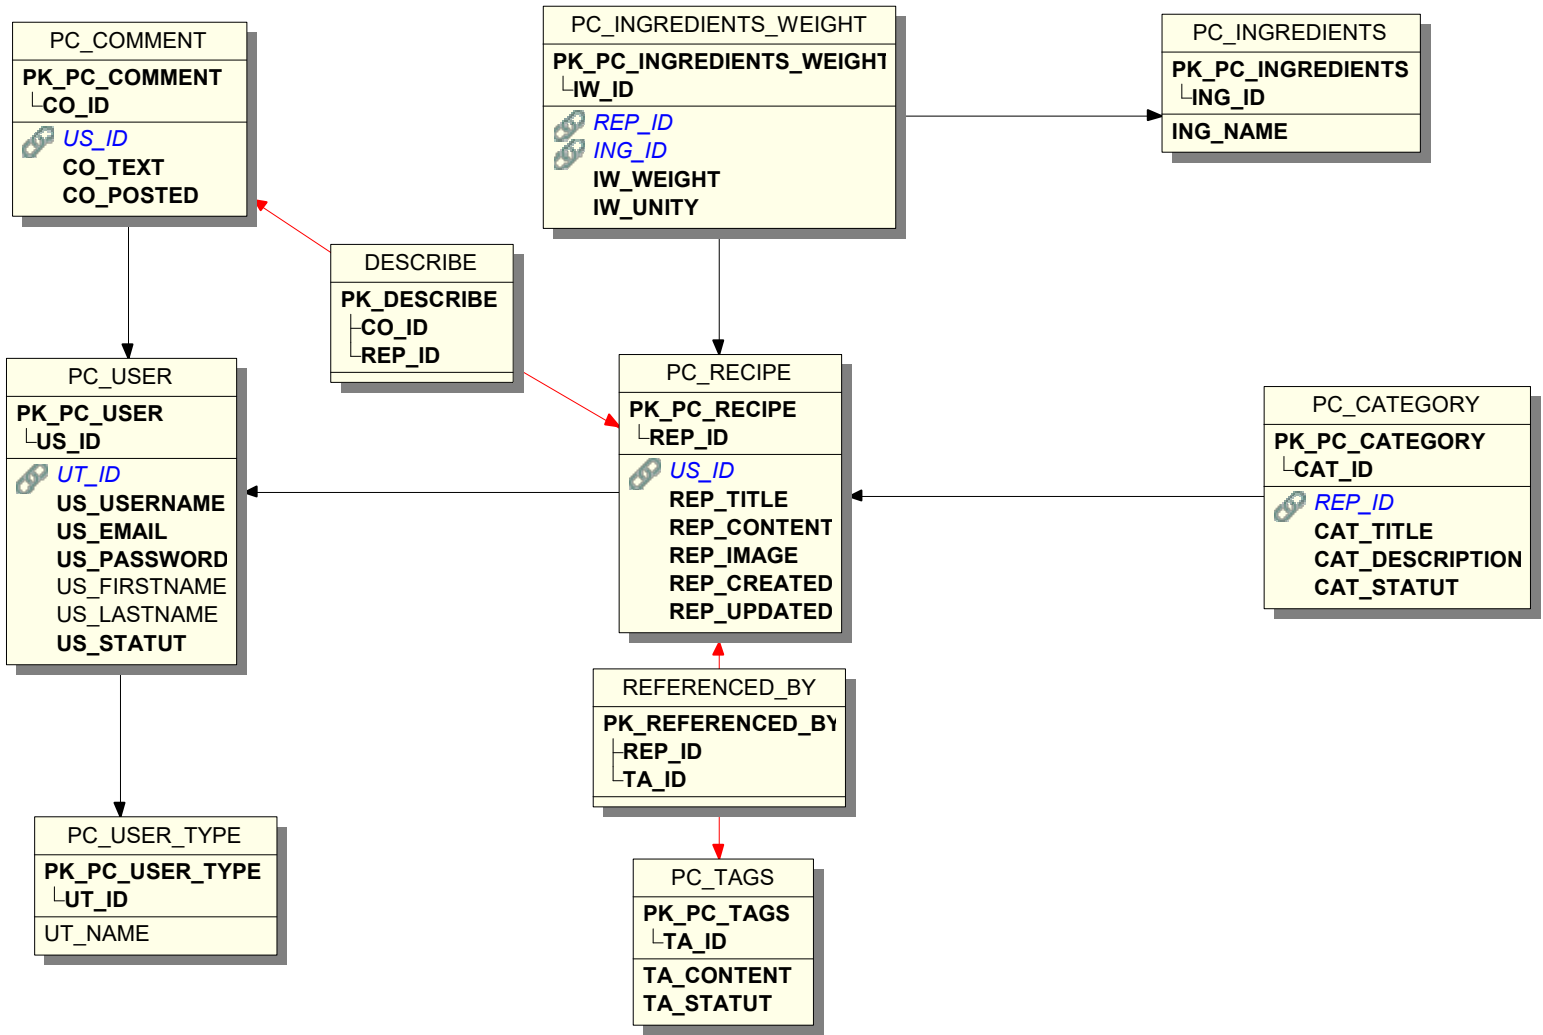 PC_COMMENT
PK_PC_COMMENT
CO_ID
US_ID
CO_TEXT
CO_POSTED
PC_INGREDIENTS_WEIGHT
PK_PC_INGREDIENTS_WEIGHT
IW_ID
REP_ID
ING_ID
IW_WEIGHT
IW_UNITY
PC_INGREDIENTS
PK_PC_INGREDIENTS
ING_ID
ING_NAME
DESCRIBE
PK_DESCRIBE
CO_ID
REP_ID
PC_USER
PK_PC_USER
US_ID
UT_ID
US_USERNAME
US_EMAIL
US_PASSWORD
US_FIRSTNAME
US_LASTNAME
US_STATUT
PC_RECIPE
PK_PC_RECIPE
REP_ID
US_ID
REP_TITLE
REP_CONTENT
REP_IMAGE
REP_CREATED
REP_UPDATED
PC_CATEGORY
PK_PC_CATEGORY
CAT_ID
REP_ID
CAT_TITLE
CAT_DESCRIPTION
CAT_STATUT
REFERENCED_BY
PK_REFERENCED_BY
REP_ID
TA_ID
PC_USER_TYPE
PK_PC_USER_TYPE
UT_ID
UT_NAME
PC_TAGS
PK_PC_TAGS
TA_ID
TA_CONTENT
TA_STATUT